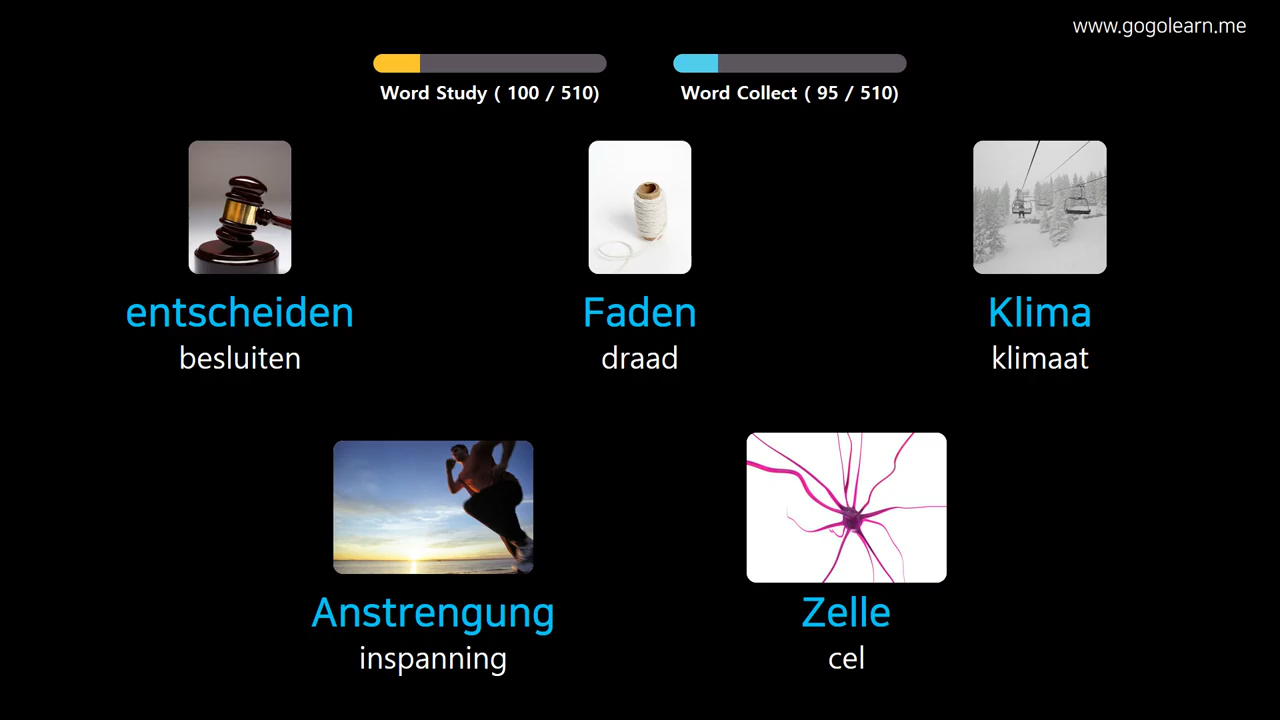 www.gogolearn.me
Word Study ( 100 / 510)
Word Collect ( 95 / 510)
entscheiden
besluiten
Faden
draad
Klima
klimaat
Anstrengung
inspanning
Zelle
cel